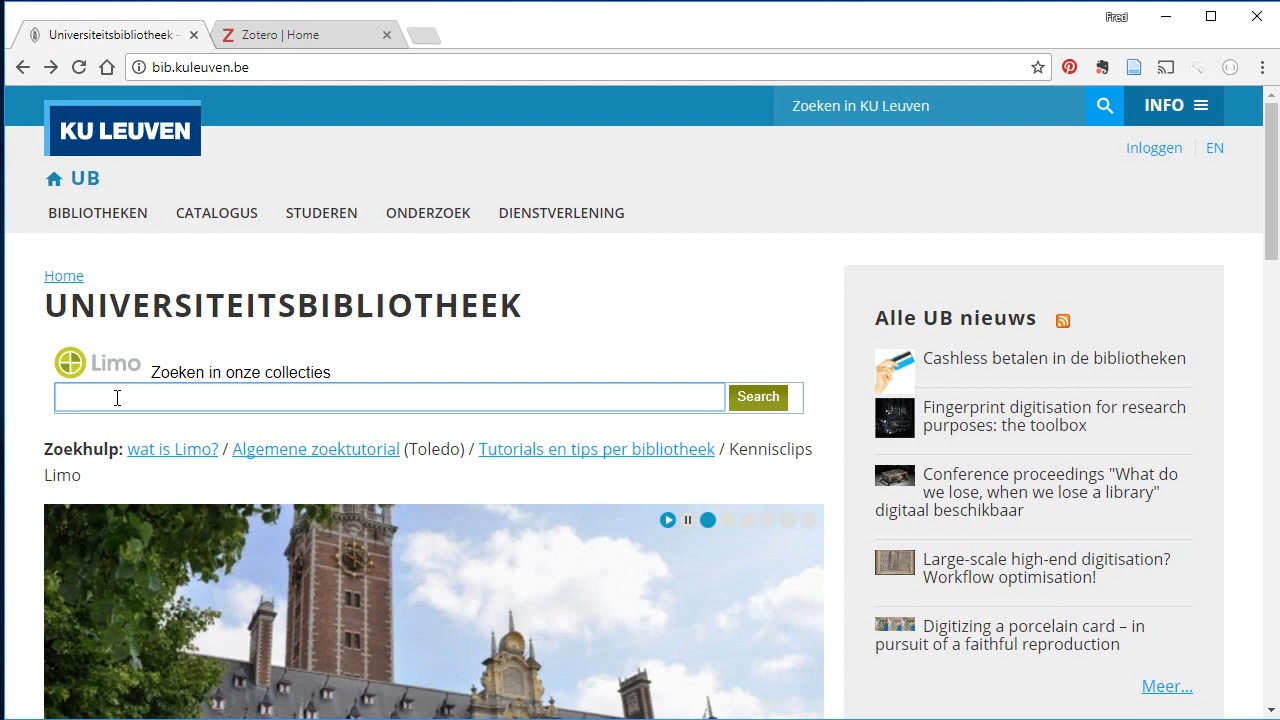 Fred
Universiteitsbibliotheek
Zotero | Home
bib.kuleuven.be
Zoeken in KU Leuven
INFO
KU LEUVEN
Inloggen
EN
UB
BIBLIOTHEKEN CATALOGUS STUDEREN ONDERZOEK DIENSTVERLENING
Home
UNIVERSITEITSBIBLIOTHEEK
Limo Zoeken in onze collecties
Search
Zoekhulp: wat is Limo? / Algemene zoektutorial (Toledo) / Tutorials en tips per bibliotheek / Kennisclips
Limo
Alle UB nieuws
Cashless betalen in de bibliotheken
Fingerprint digitisation for research
purposes: the toolbox
Conference proceedings "What do
we lose, when we lose a library"
digitaal beschikbaar
Large-scale high-end digitisation?
Workflow optimisation!
Digitizing a porcelain card – in
pursuit of a faithful reproduction
Meer...